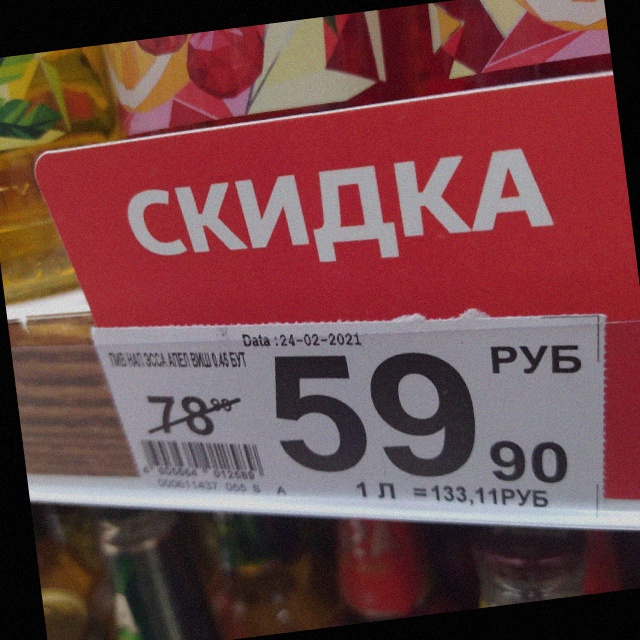 СКИДКА
Data :24-02-2021
ПИВ НАП ЭССА АПЕЛ ВИШ 0.45 БУТ
78
59 90 РУБ
1 Л =133,11РУБ